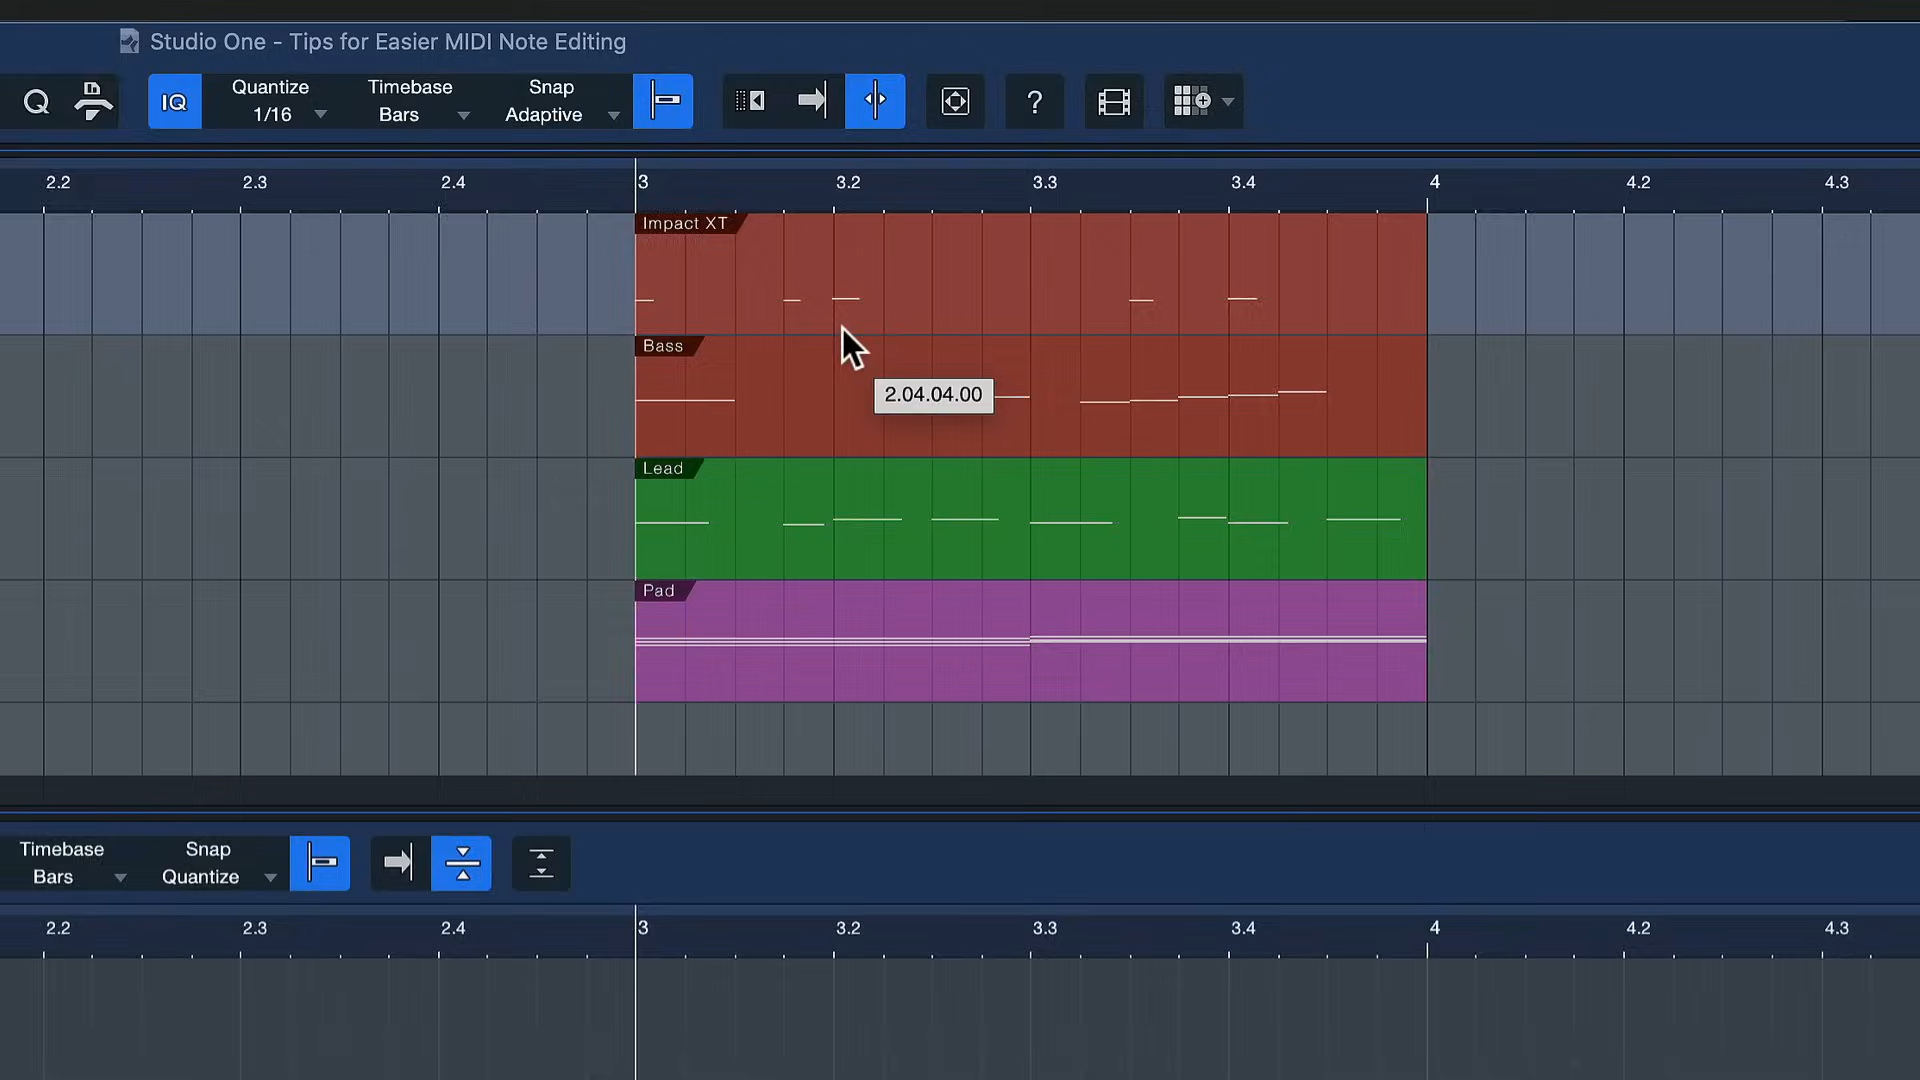 Studio One - Tips for Easier MIDI Note Editing
Q
IQ
Quantize
1/16
Timebase
Bars
Snap
Adaptive
?
2.2 2.3 2.4 3 3.2 3.3 3.4 4 4.2 4.3
Impact XT
Bass
2.04.04.00
Lead
Pad
Timebase
Bars
Snap
Quantize
2.2 2.3 2.4 3 3.2 3.3 3.4 4 4.2 4.3